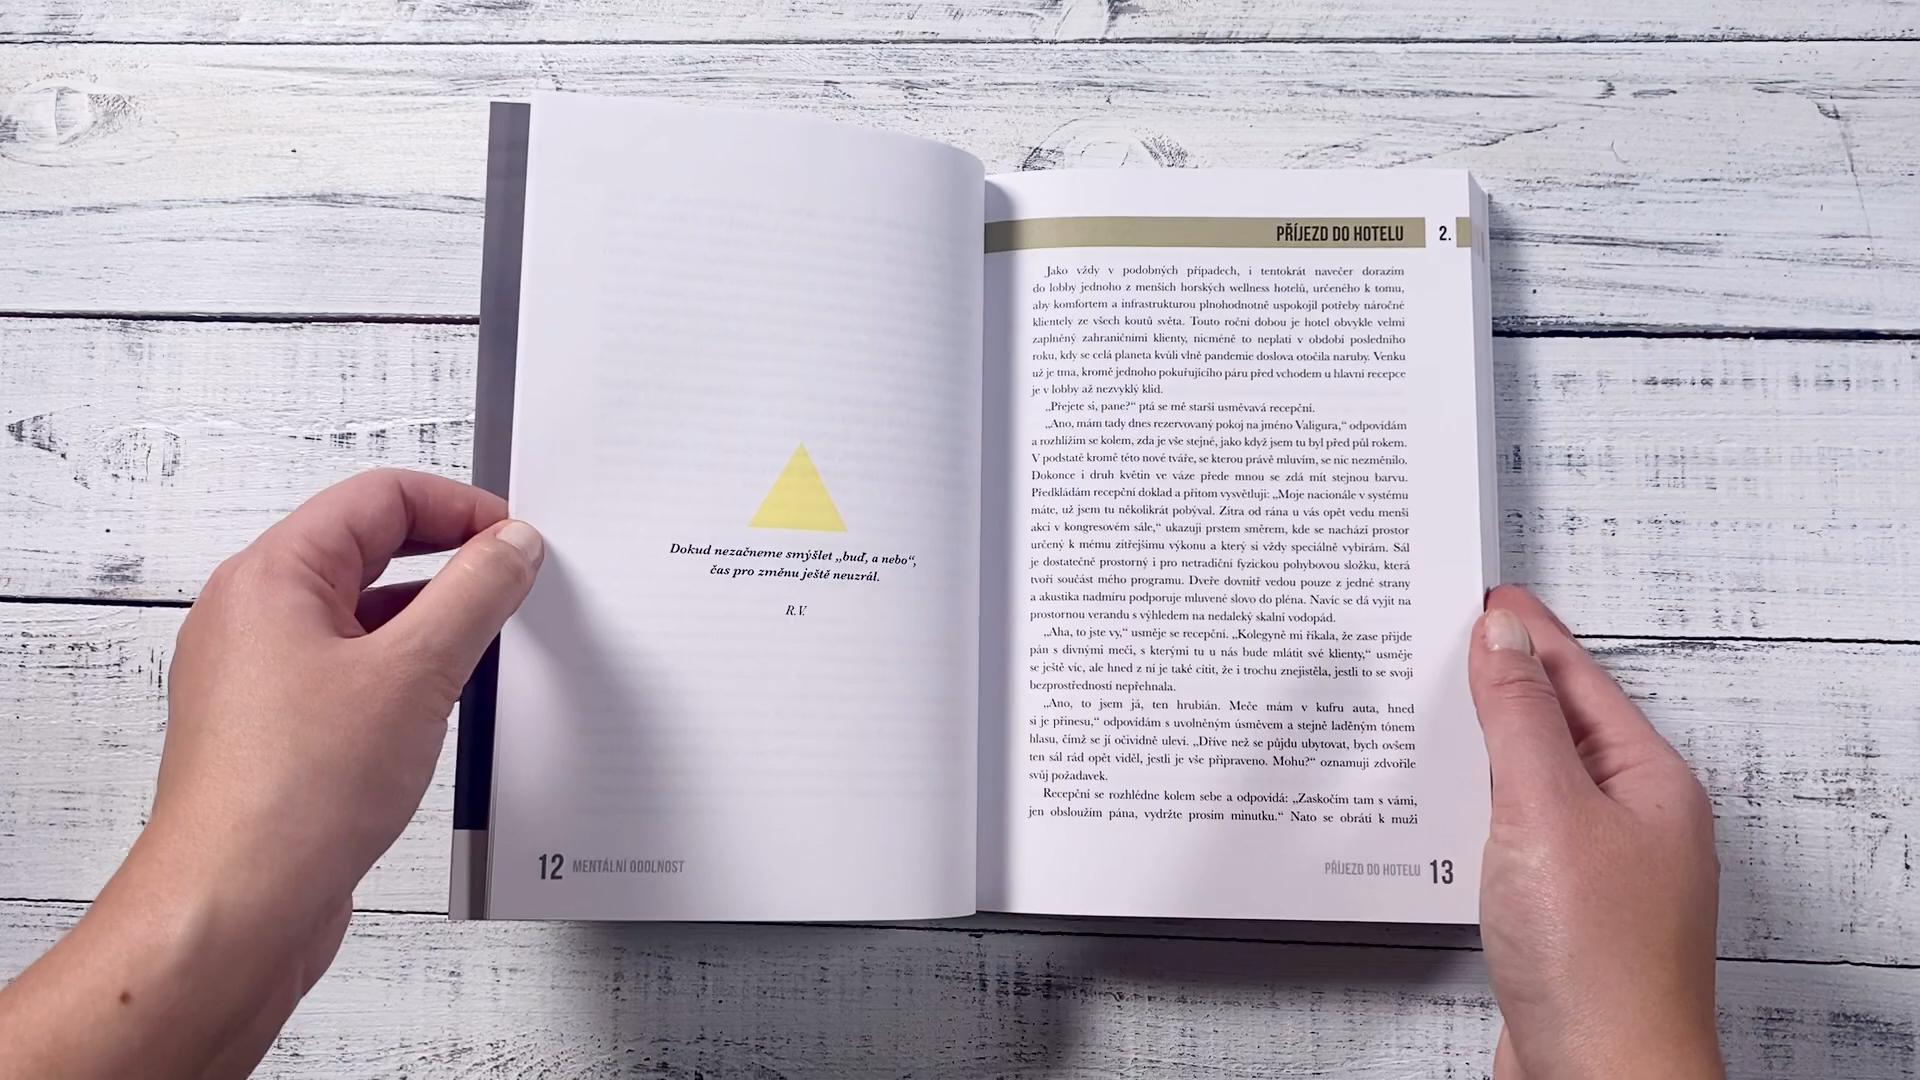 Dokud nezačneme smýšlet „buď, a nebo“,
čas pro změnu ještě neuzrál.
R.V.
12 MENTÁLNÍ ODOLNOST
PŘÍJEZD DO HOTELU 2.
Jako vždy v podobných případech, i tentokrát navečer dorazím
do lobby jednoho z menších horských wellness hotelů, určeného k tomu,
aby komfortem a infrastrukturou plnohodnotně uspokojil potřeby náročné
klientely ze všech koutů světa. Touto roční dobou je hotel obvykle velmi
zaplněný zahraničními klienty, nicméně to neplatí v období posledního
roku, kdy se celá planeta kvůli vlně pandemie doslova otočila naruby. Venku
už je tma, kromě jednoho pokuřujícího páru před vchodem u hlavní recepce
je v lobby až nezvyklý klid.
„Přejete si, pane?“ ptá se mě starší usměvavá recepční.
„Ano, mám tady dnes rezervovaný pokoj na jméno Valigura,“ odpovídám
a rozhlížím se kolem, zda je vše stejné, jako když jsem tu byl před půl rokem.
V podstatě kromě této nové tváře, se kterou právě mluvím, se nic nezměnilo.
Dokonce i druh květin ve váze přede mnou se zdá mít stejnou barvu.
Předkládám recepční doklad a přitom vysvětluji: „Moje nacionále v systému
máte, už jsem tu několikrát pobýval. Zítra od rána u vás opět vedu menší
akci v kongresovém sále,“ ukazuji prstem směrem, kde se nachází prostor
určený k mému zítřejšímu výkonu a který si vždy speciálně vybírám. Sál
je dostatečně prostorný i pro netradiční fyzickou pohybovou složku, která
tvoří součást mého programu. Dveře dovnitř vedou pouze z jedné strany
a akustika nadmíru podporuje mluvené slovo do pléna. Navíc se dá vyjít na
prostornou verandu s výhledem na nedaleký skalní vodopád.
„Aha, to jste vy,“ usměje se recepční. „Kolegyně mi říkala, že zase přijde
pán s divnými meči, s kterými tu u nás bude mlátit své klienty,“ usměje
se ještě víc, ale hned z ní je také cítit, že i trochu znejistěla, jestli to se svojí
bezprostředností nepřehnala.
„Ano, to jsem já, ten hrubián. Meče mám v kufru auta, hned
si je přinesu,“ odpovídám s uvolněným úsměvem a stejně laděným tónem
hlasu, čímž se jí očividně uleví. „Dříve než se půjdu ubytovat, bych ovšem
ten sál rád opět viděl, jestli je vše připraveno. Mohu?“ oznamuji zdvořile
svůj požadavek.
Recepční se rozhlédne kolem sebe a odpovídá: „Zaskočím tam s vámi,
jen obsloužím pána, vydržte prosím minutku.“ Nato se obrátí k muži
PŘÍJEZD DO HOTELU 13